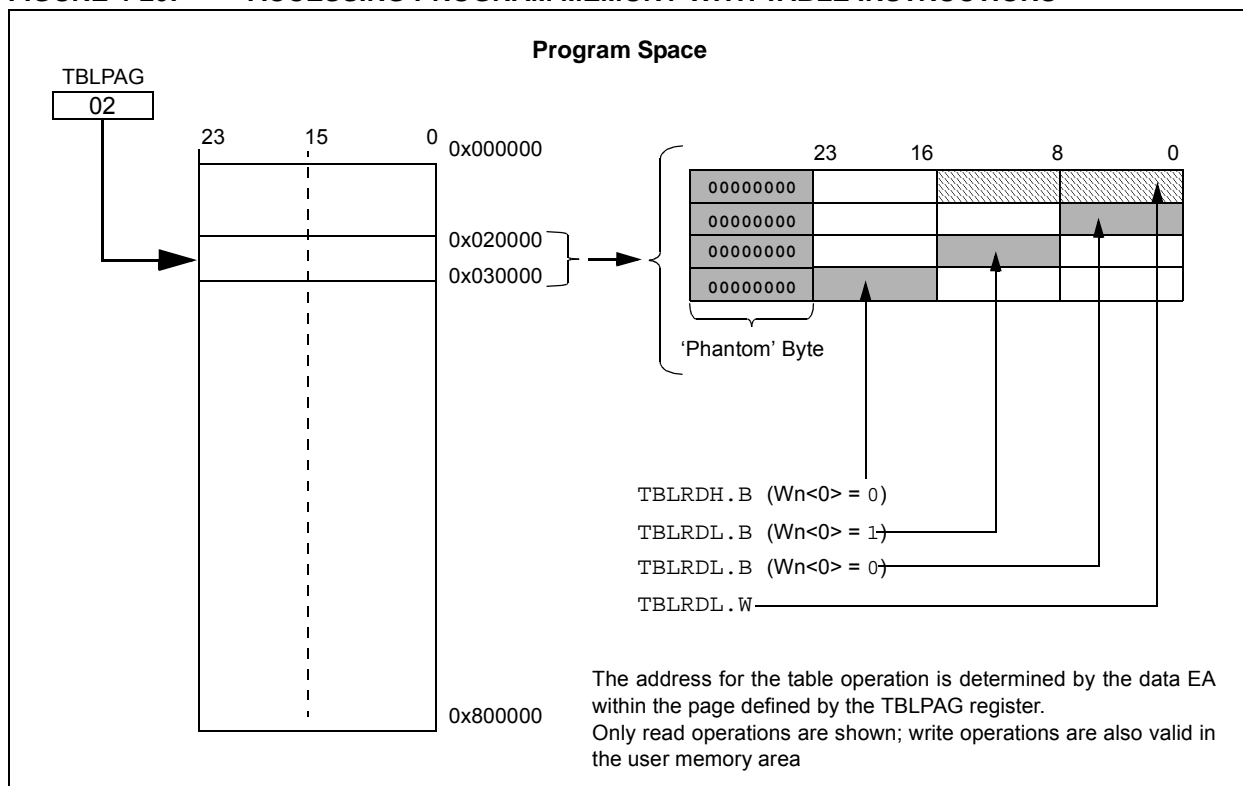 Program Space
TBLPAG
02
23 15 0
0x000000
0x020000
0x030000
0x800000
23 16 8 0
00000000
00000000
00000000
00000000
‘Phantom’ Byte
TBLRDH.B (Wn<0> = 0)
TBLRDL.B (Wn<0> = 1)
TBLRDL.B (Wn<0> = 0)
TBLRDL.W
The address for the table operation is determined by the data EA
within the page defined by the TBLPAG register.
Only read operations are shown; write operations are also valid in
the user memory area